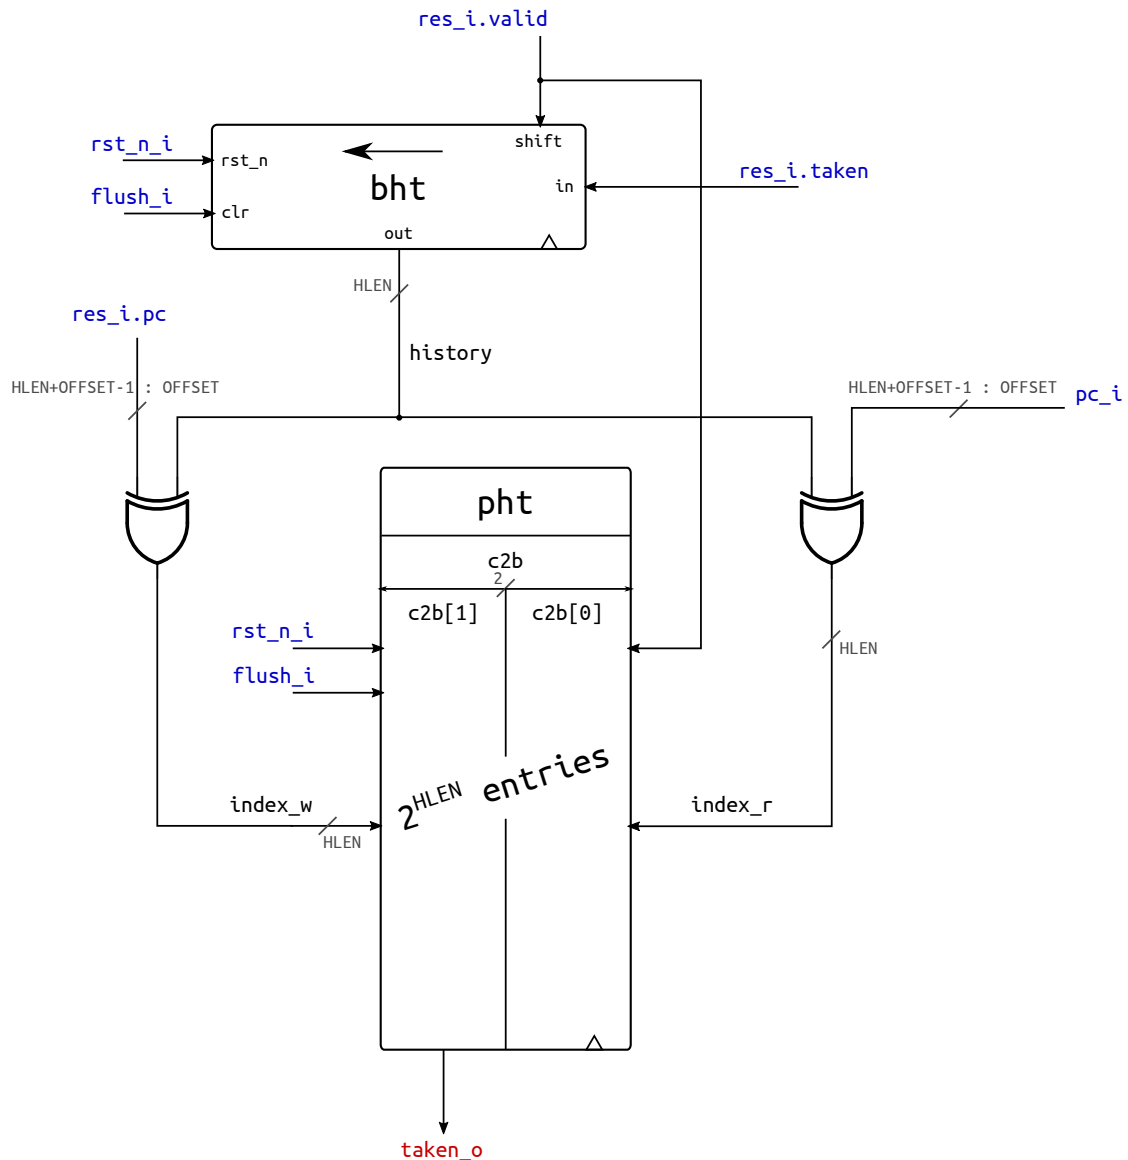 res_i.valid
rst_n_i
rst_n
shift
res_i.taken
in
bht
flush_i
clr
out
HLEN
res_i.pc
history
HLEN+OFFSET-1 : OFFSET
HLEN+OFFSET-1 : OFFSET
pc_i
pht
c2b
2
c2b[1]
c2b[0]
rst_n_i
HLEN
flush_i
2^HLEN entries
index_w
index_r
HLEN
taken_o